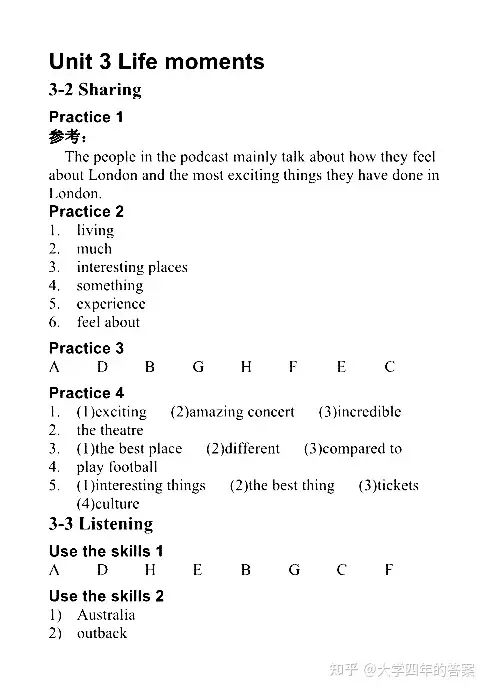 Unit 3 Life moments
3-2 Sharing
Practice 1
参考：
The people in the podcast mainly talk about how they feel
about London and the most exciting things they have done in
London.
Practice 2
1. living
2. much
3. interesting places
4. something
5. experience
6. feel about
Practice 3
A D B G H F E C
Practice 4
1. (1)exciting (2)amazing concert (3)incredible
2. the theatre
3. (1)the best place (2)different (3)compared to
4. play football
5. (1)interesting things (2)the best thing (3)tickets
(4)culture
3-3 Listening
Use the skills 1
A D H E B G C F
Use the skills 2
1) Australia
2) outback
知乎 @大学四年的答案